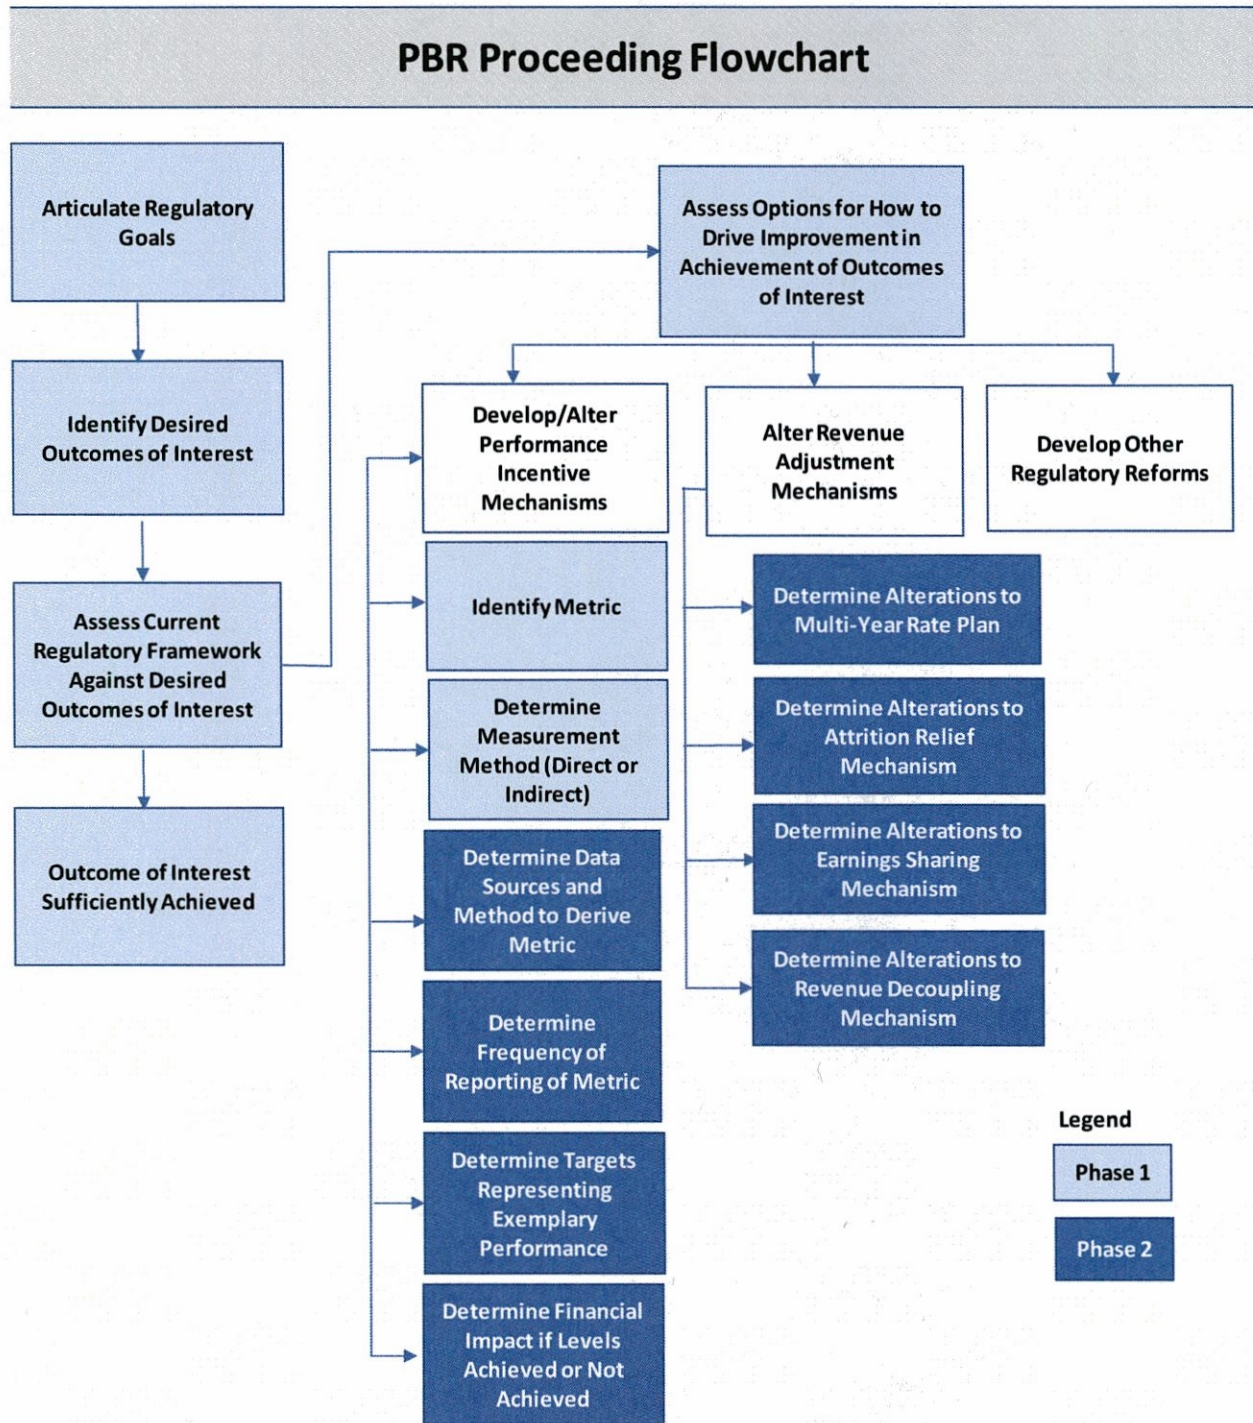 PBR Proceeding Flowchart
Articulate Regulatory
Goals
Identify Desired
Outcomes of Interest
Assess Current
Regulatory Framework
Against Desired
Outcomes of Interest
Outcome of Interest
Sufficiently Achieved
Assess Options for How to
Drive Improvement in
Achievement of Outcomes
of Interest
Develop/Alter
Performance
Incentive
Mechanisms
Identify Metric
Determine
Measurement
Method (Direct or
Indirect)
Determine Data
Sources and
Method to Derive
Metric
Determine
Frequency of
Reporting of Metric
Determine Targets
Representing
Exemplary
Performance
Determine Financial
Impact if Levels
Achieved or Not
Achieved
Alter Revenue
Adjustment
Mechanisms
Determine Alterations to
Multi-Year Rate Plan
Determine Alterations to
Attrition Relief
Mechanism
Determine Alterations to
Earnings Sharing
Mechanism
Determine Alterations to
Revenue Decoupling
Mechanism
Develop Other
Regulatory Reforms
Legend
Phase 1
Phase 2